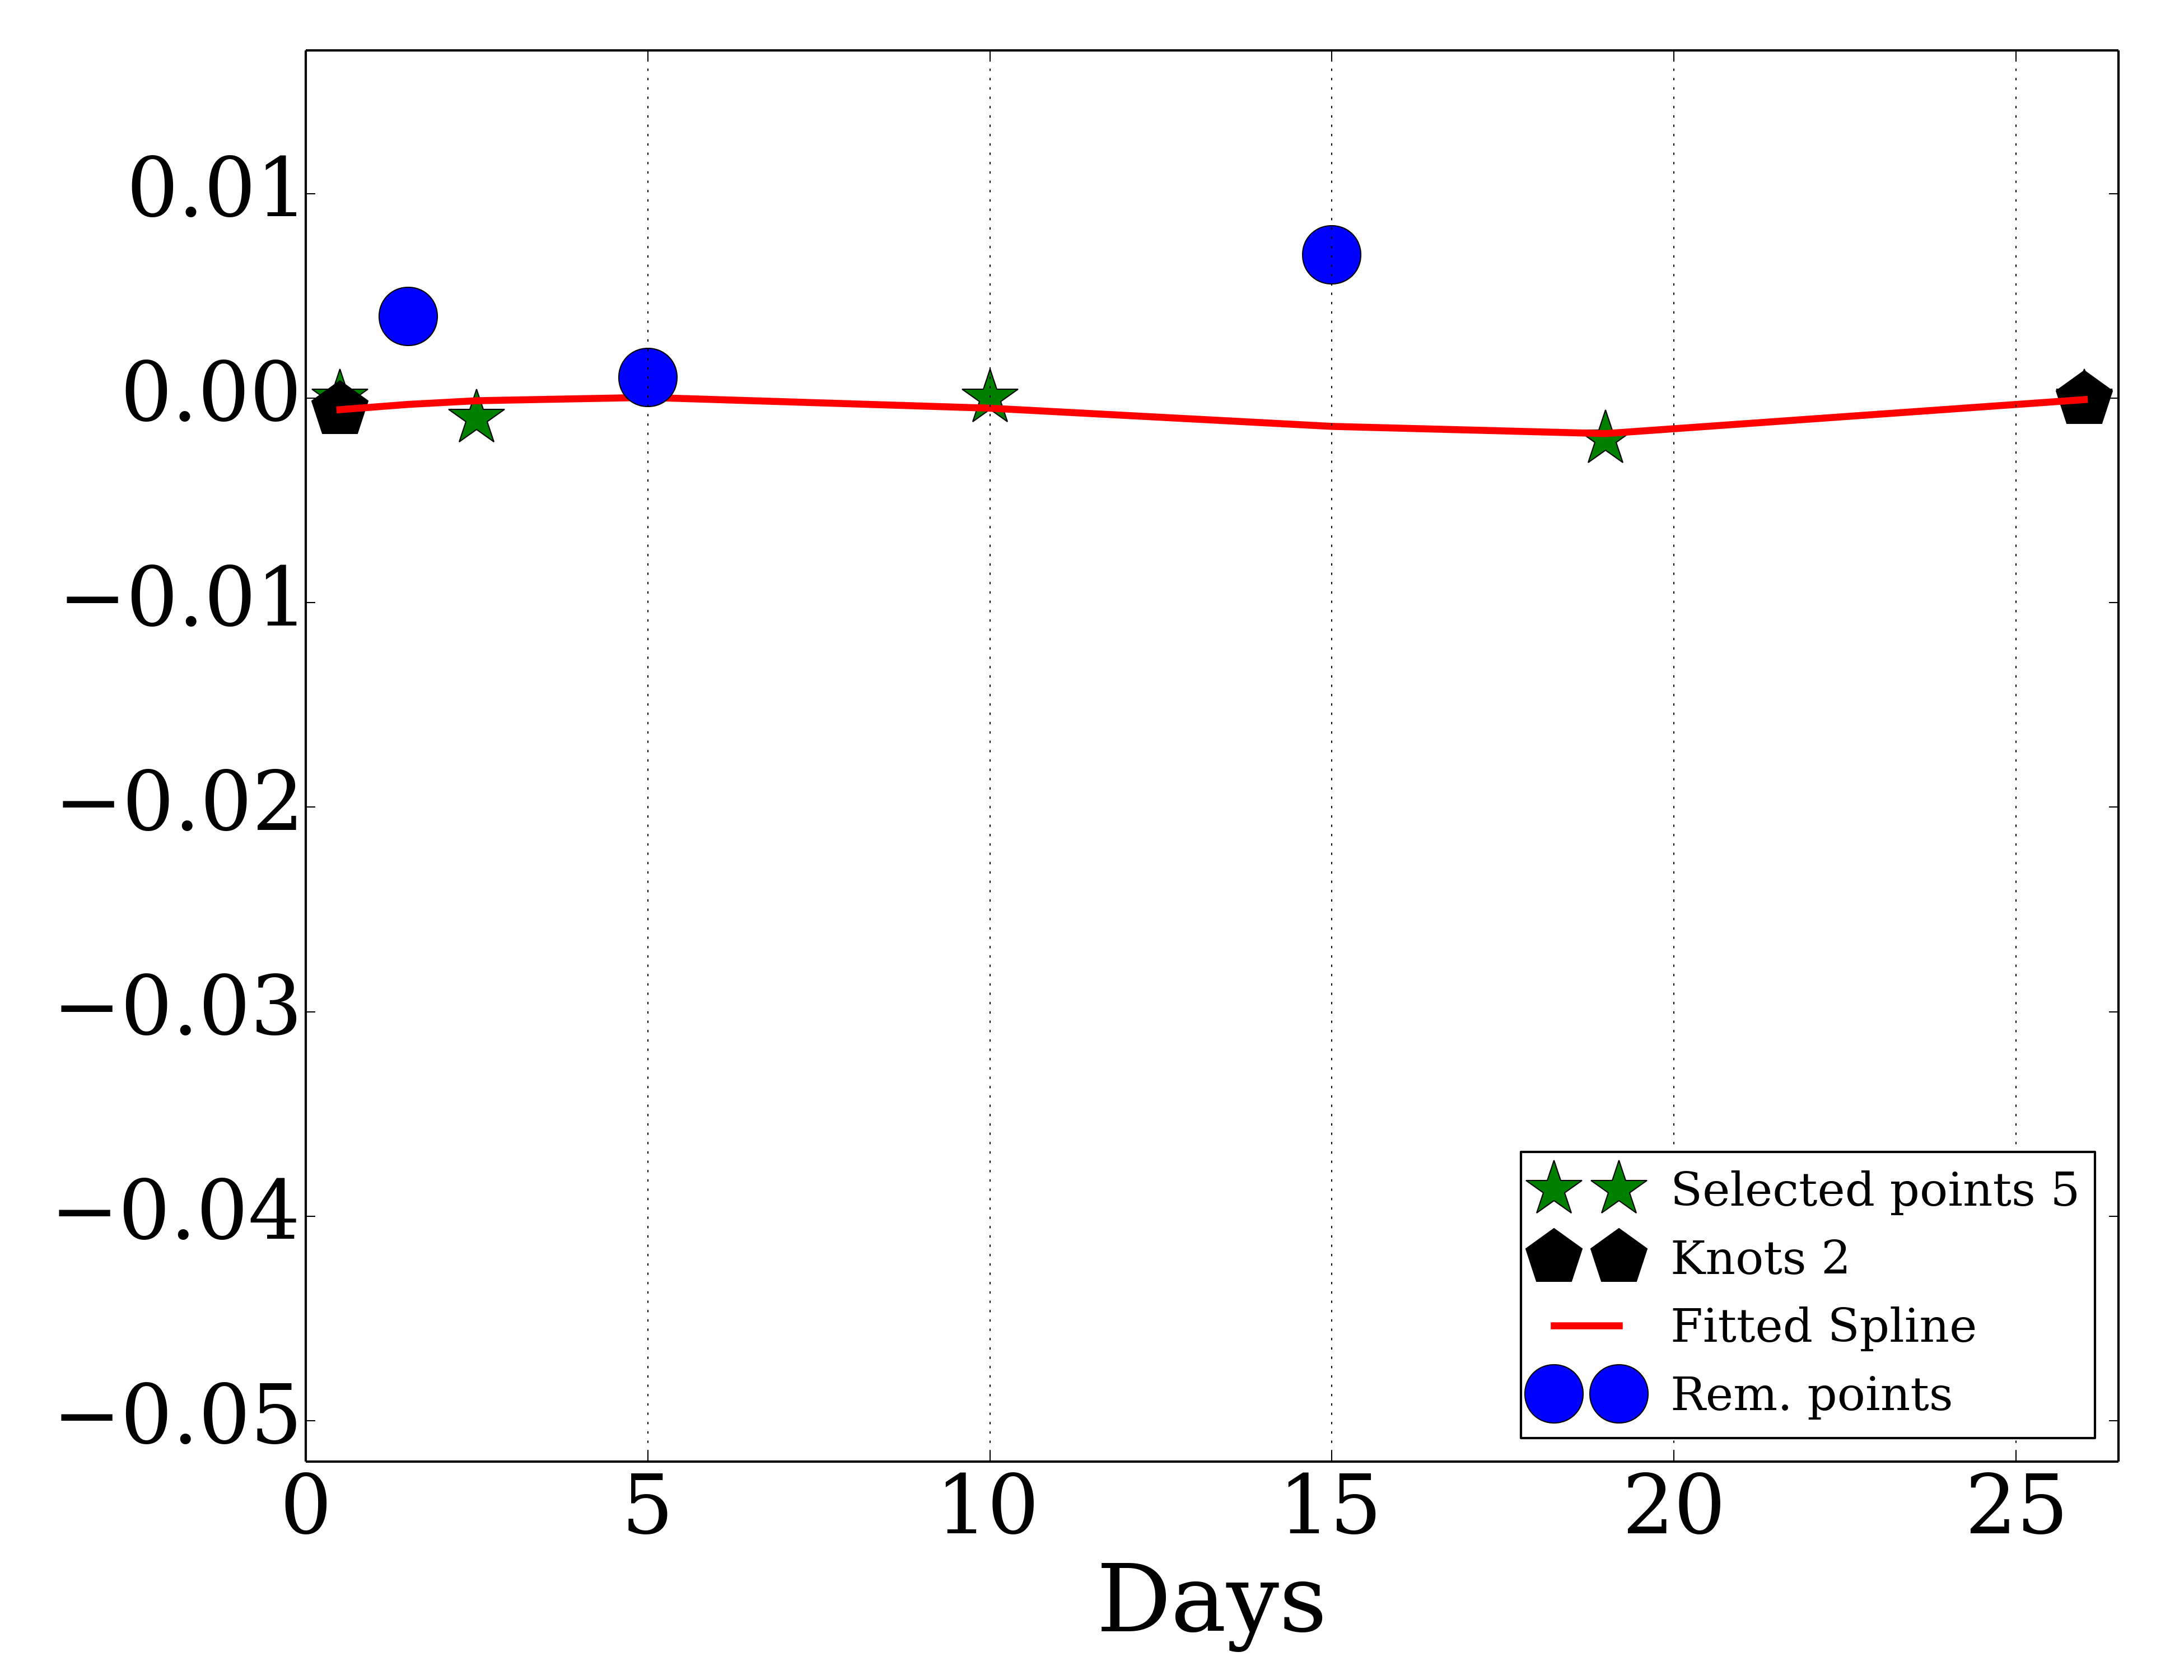 0.01
0.00
−0.01
−0.02
−0.03
−0.04
−0.05
0 5 10 15 20 25
Days
Selected points 5
Knots 2
Fitted Spline
Rem. points